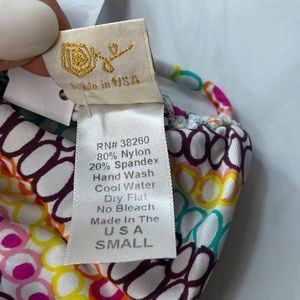 Made in USA
RN# 38260
80% Nylon
20% Spandex
Hand Wash
Cool Water
Dry Flat
No Bleach
Made In The
U S A
SMALL